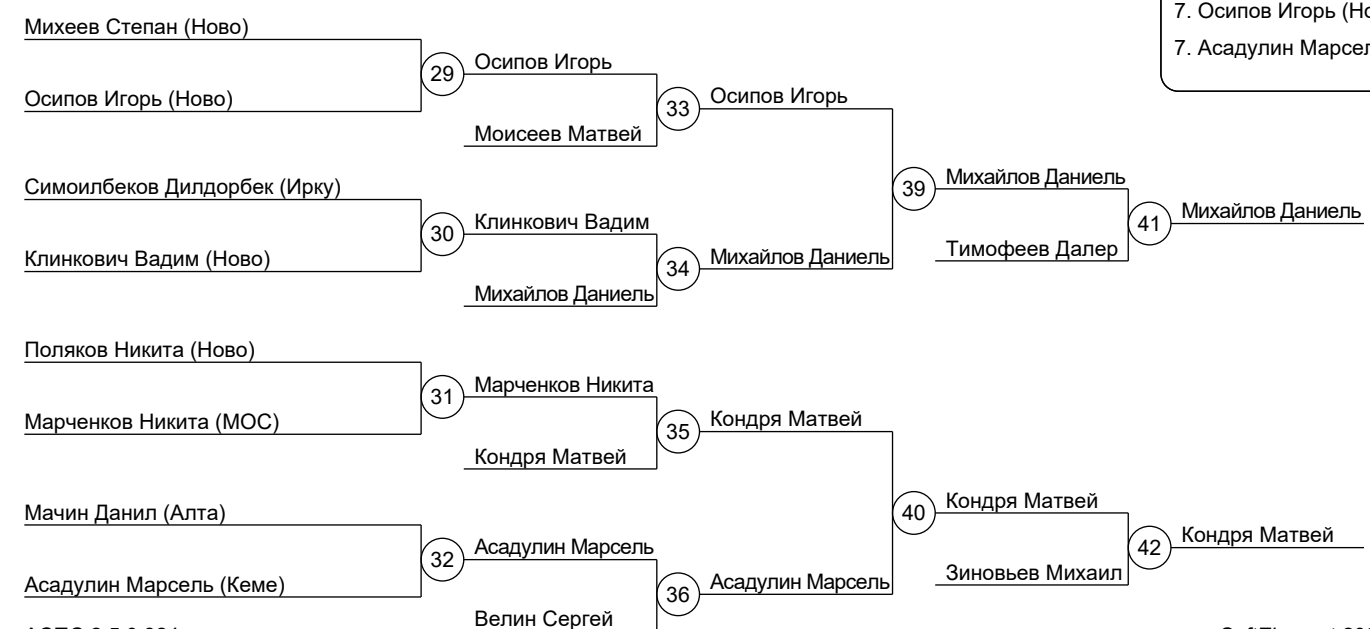 7. Осипов Игорь (Но
7. Асадулин Марсел
Михеев Степан (Ново)
29
Осипов Игорь
Осипов Игорь (Ново)
33
Осипов Игорь
Моисеев Матвей
Симоилбеков Дилдорбек (Ирку)
39
Михайлов Даниель
30
Клинкович Вадим
41
Михайлов Даниель
Клинкович Вадим (Ново)
34
Михайлов Даниель
Тимофеев Далер
Михайлов Даниель
Поляков Никита (Ново)
31
Марченков Никита
Марченков Никита (МОС)
35
Кондря Матвей
Кондря Матвей
Мачин Данил (Алта)
40
Кондря Матвей
32
Асадулин Марсель
42
Кондря Матвей
Асадулин Марсель (Кеме)
36
Асадулин Марсель
Зиновьев Михаил
Велин Сергей